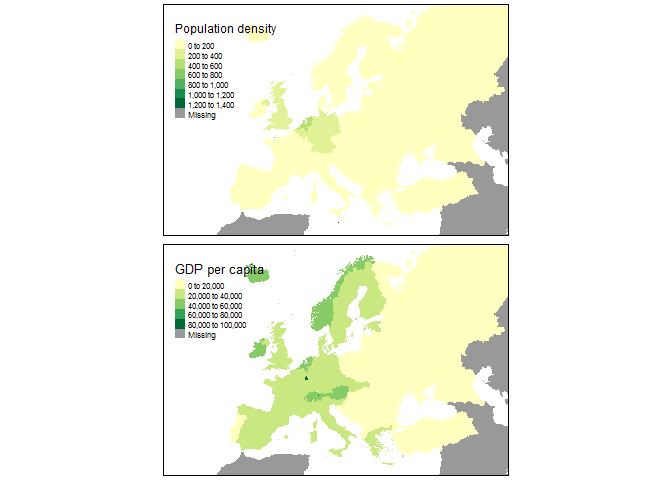 Population density
0 to 200
200 to 400
400 to 600
600 to 800
800 to 1,000
1,000 to 1,200
1,200 to 1,400
Missing
GDP per capita
0 to 20,000
20,000 to 40,000
40,000 to 60,000
60,000 to 80,000
80,000 to 100,000
Missing